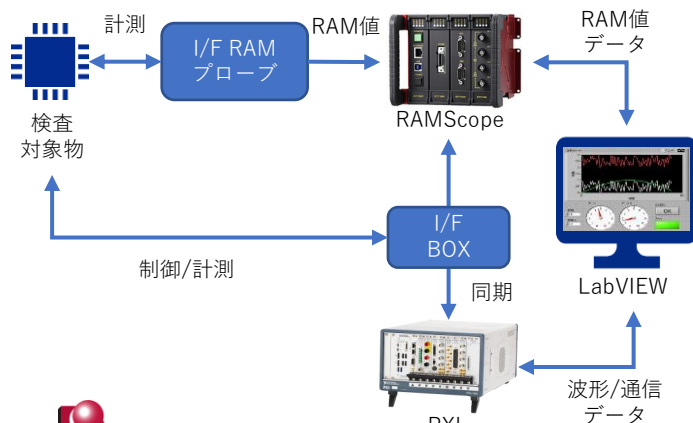 計測
I/F RAM
プローブ
RAM値
RAM値
データ
検査
対象物
RAMScope
I/F
BOX
制御/計測
同期
LabVIEW
OK
PXI
波形/通信
データ